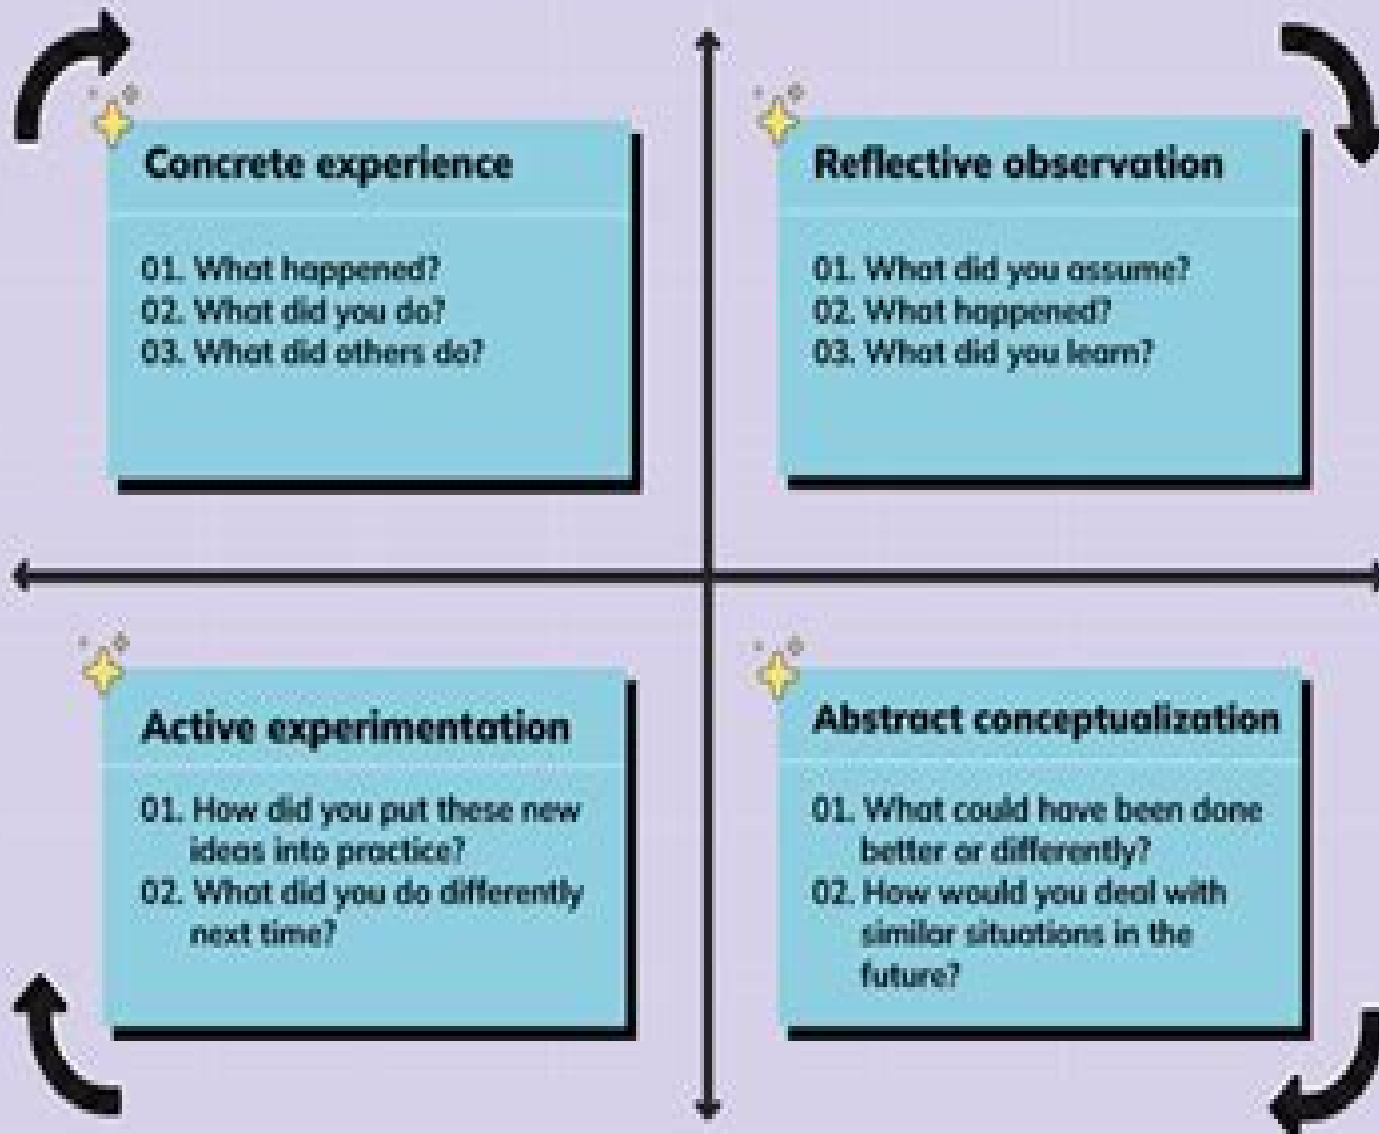 Concrete experience
01. What happened?
02. What did you do?
03. What did others do?
Reflective observation
01. What did you assume?
02. What happened?
03. What did you learn?
Active experimentation
01. How did you put these new
ideas into practice?
02. What did you do differently
next time?
Abstract conceptualization
01. What could have been done
better or differently?
02. How would you deal with
similar situations in the
future?